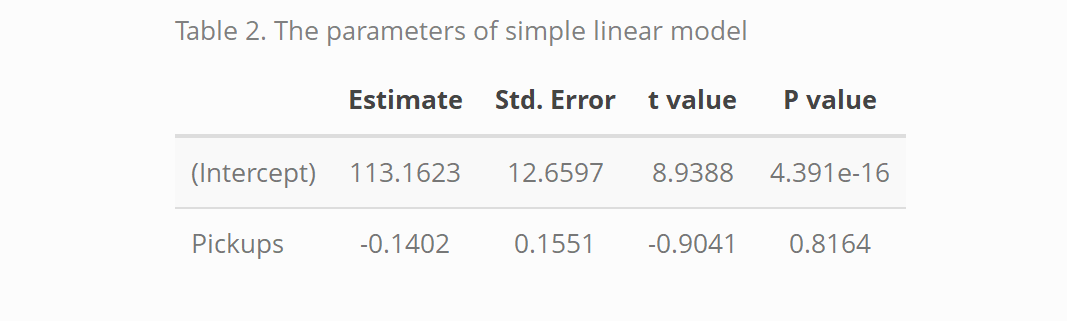 Table 2. The parameters of simple linear model
Estimate Std. Error t value P value
(Intercept) 113.1623 12.6597 8.9388 4.391e-16
Pickups -0.1402 0.1551 -0.9041 0.8164